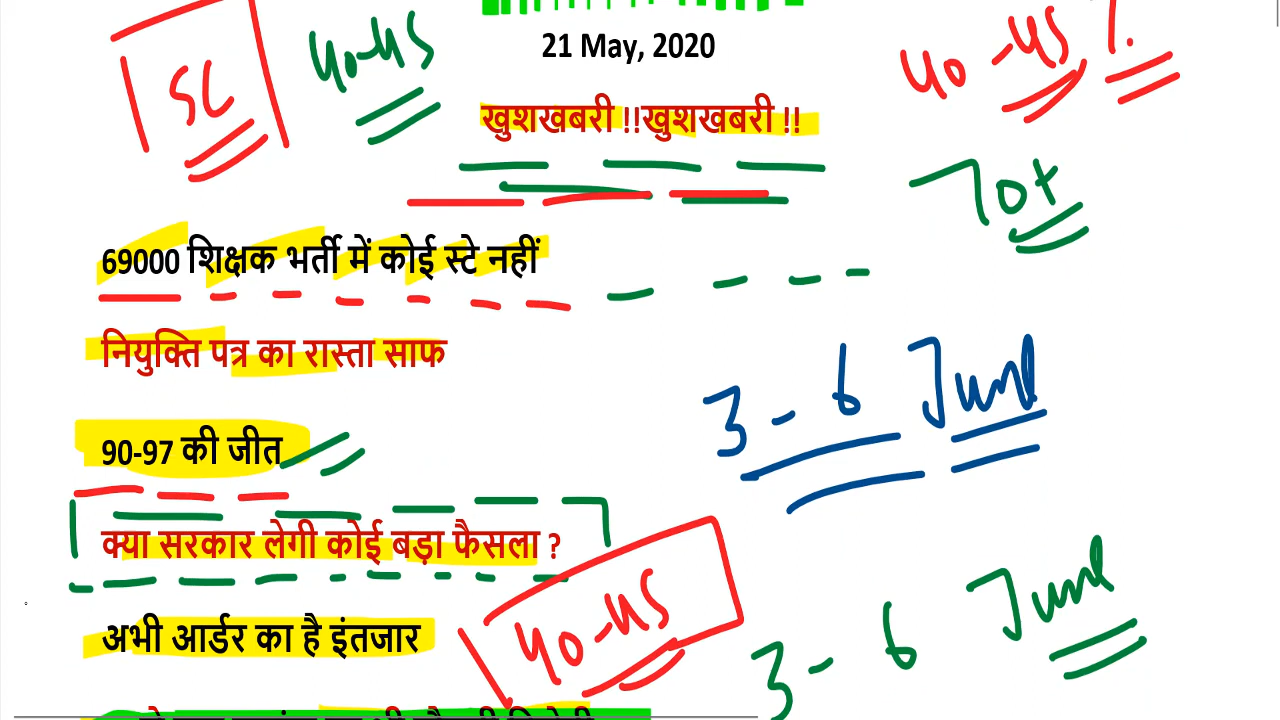 SC
40-45
21 May, 2020
40-45 %.
खुशखबरी !!खुशखबरी !!
70+
69000 शिक्षक भर्ती में कोई स्टे नहीं
नियुक्ति पत्र का रास्ता साफ
3 - 6 June
90-97 की जीत
क्या सरकार लेगी कोई बड़ा फैसला ?
40-45
3 - 6 June
अभी आर्डर का है इंतजार